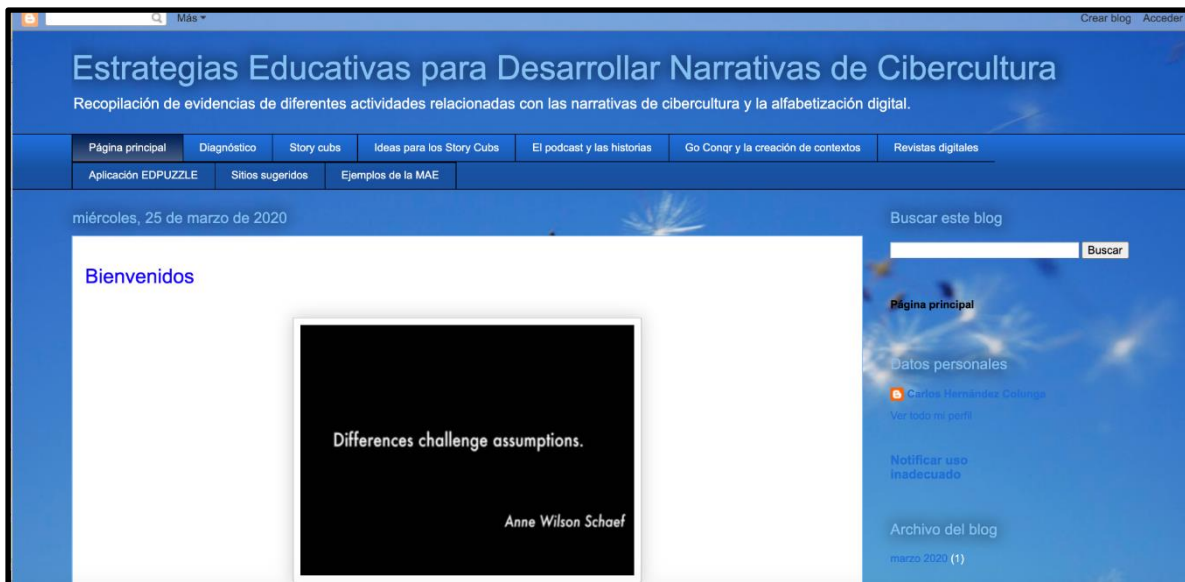 Más
Crear blog Acceder
Estrategias Educativas para Desarrollar Narrativas de Cibercultura
Recopilación de evidencias de diferentes actividades relacionadas con las narrativas de cibercultura y la alfabetización digital.
Página principal Diagnóstico Story cubs Ideas para los Story Cubs El podcast y las historias Go Conqr y la creación de contextos Revistas digitales
Aplicación EDPUZZLE Sitios sugeridos Ejemplos de la MAE
miércoles, 25 de marzo de 2020
Bienvenidos
Differences challenge assumptions.
Anne Wilson Schaef
Buscar este blog
Buscar
Página principal
Datos personales
Carlos Hernández Colunga
Ver todo mi perfil
Notificar uso
inadecuado
Archivo del blog
marzo 2020 (1)